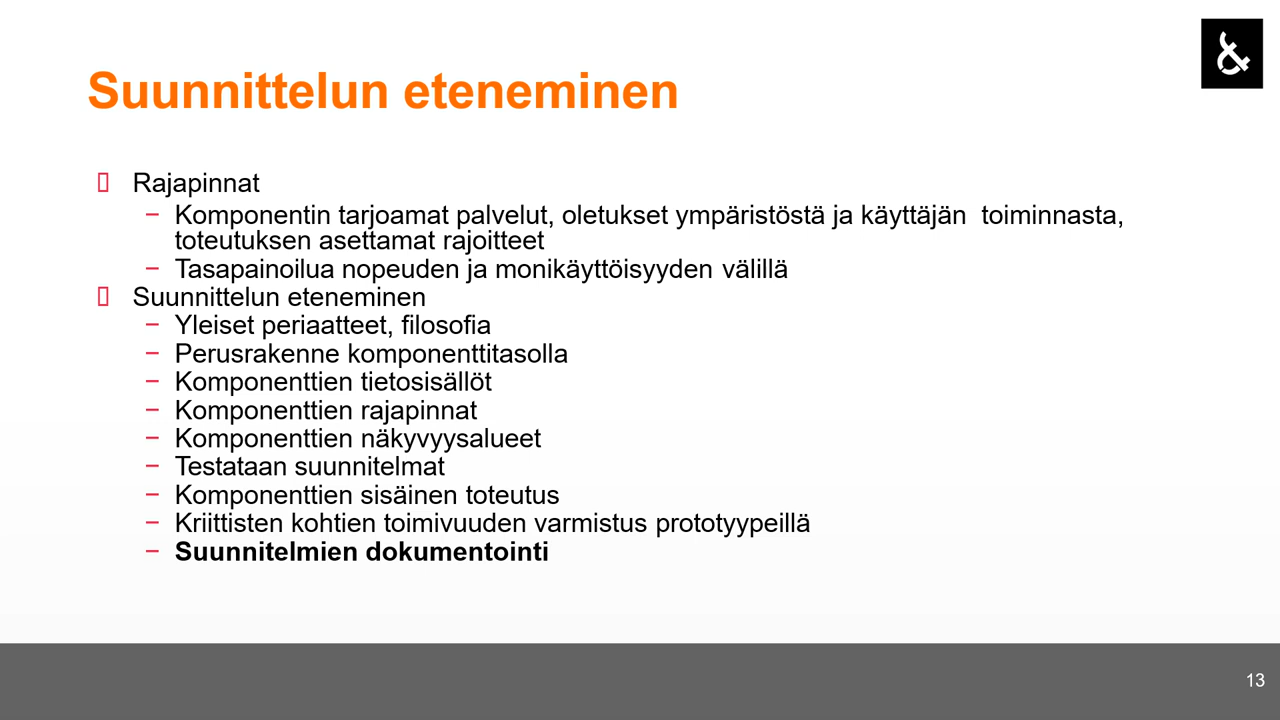 &
Suunnittelun eteneminen
Rajapinnat
– Komponentin tarjoamat palvelut, oletukset ympäristöstä ja käyttäjän toiminnasta,
toteutuksen asettamat rajoitteet
– Tasapainoilua nopeuden ja monikäyttöisyyden välillä
Suunnittelun eteneminen
– Yleiset periaatteet, filosofia
– Perusrakenne komponenttitasolla
– Komponenttien tietosisällöt
– Komponenttien rajapinnat
– Komponenttien näkyvyysalueet
– Testataan suunnitelmat
– Komponenttien sisäinen toteutus
– Kriittisten kohtien toimivuuden varmistus prototyypeillä
– Suunnitelmien dokumentointi
13